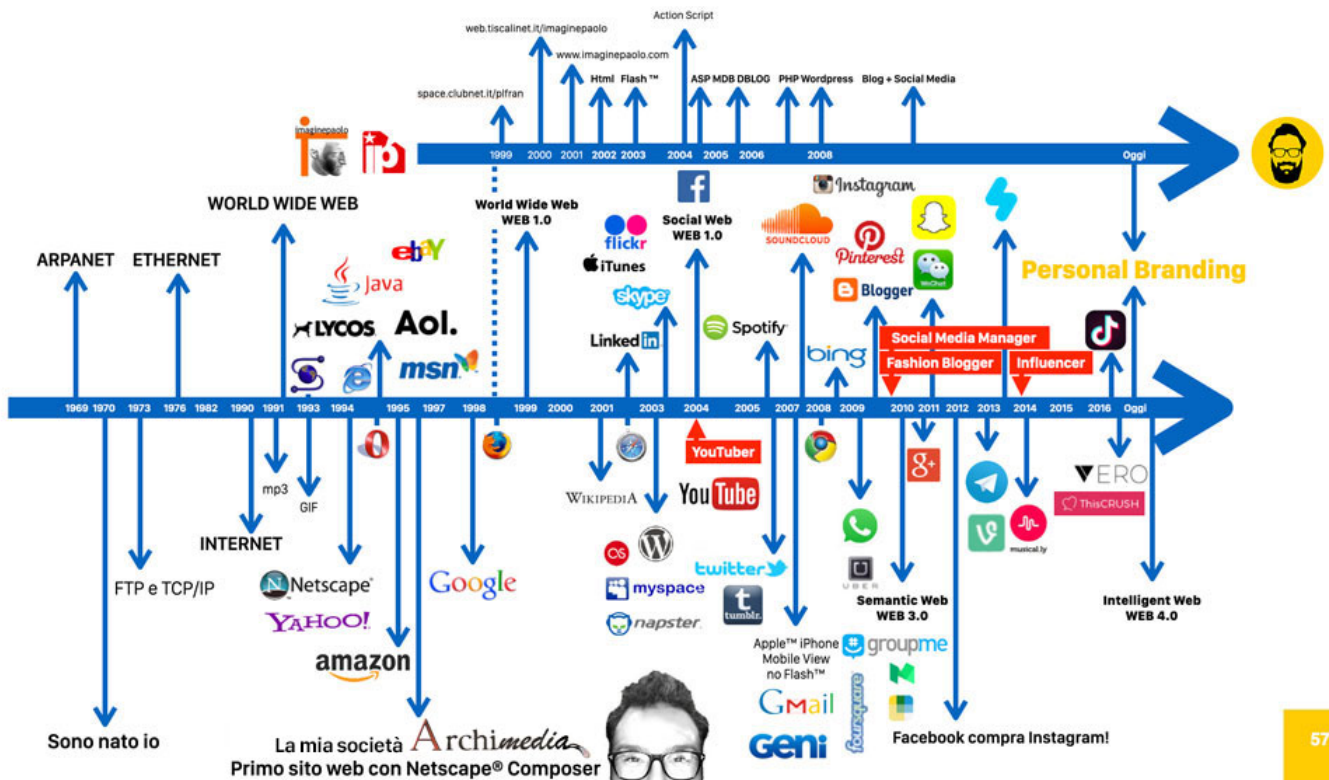 Action Script
web.tiscalinet.it/imaginepaolo
www.imaginepaolo.com
Html Flash ™ ASP MDB DBLOG PHP Wordpress Blog + Social Media
space.clubnet.it/plfran
imaginepaolo
1999 2000 2001 2002 2003 2004 2005 2006 2008 Oggi
Instagram
WORLD WIDE WEB
World Wide Web
WEB 1.0
flickr
Social Web
WEB 1.0
SOUNDCLOUD
Pinterest
ebay
ARPANET ETHERNET
Java
iTunes
WeChat
Personal Branding
skype
Blogger
LYCOS Aol.
Linked in
Spotify
bing
Social Media Manager
msn
Fashion Blogger Influencer
1969 1970 1973 1976 1982 1990 1991 1993 1994 1995 1997 1998 1999 2000 2001 2003 2004 2005 2007 2008 2009 2010 2011 2012 2013 2014 2015 2016 Oggi
YouTuber
g+
mp3
GIF
WIKIPEDIA
You Tube
VERO
ThisCRUSH
INTERNET
musical.ly
FTP e TCP/IP
N Netscape®
Google
myspace
twitter
UBER
YAHOO!
napster
t
tumblr.
Semantic Web
WEB 3.0
Intelligent Web
WEB 4.0
amazon
Apple™ iPhone
Mobile View
no Flash™
groupme
GMail
foursquare
Geni
Sono nato io
La mia società Archimedia
Primo sito web con Netscape® Composer
Facebook compra Instagram!
57